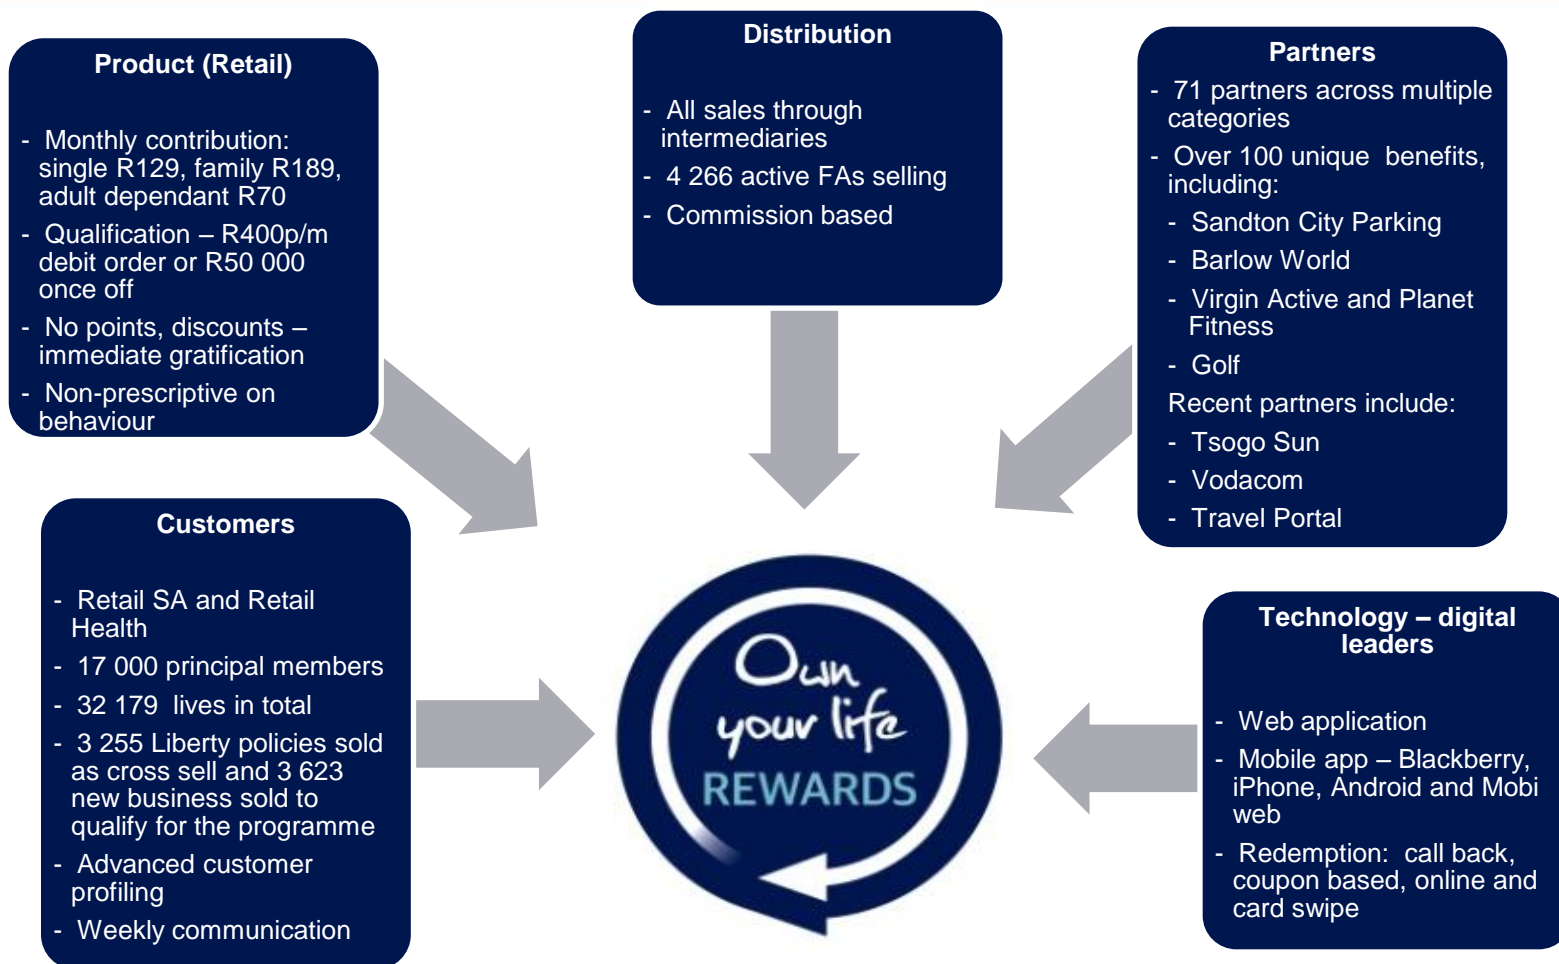 Product (Retail)
- Monthly contribution:
single R129, family R189,
adult dependant R70
- Qualification – R400p/m
debit order or R50 000
once off
- No points, discounts –
immediate gratification
- Non-prescriptive on
behaviour
Distribution
- All sales through
intermediaries
- 4 266 active FAs selling
- Commission based
Partners
- 71 partners across multiple
categories
- Over 100 unique benefits,
including:
- Sandton City Parking
- Barlow World
- Virgin Active and Planet
Fitness
- Golf
Recent partners include:
- Tsogo Sun
- Vodacom
- Travel Portal
Customers
- Retail SA and Retail
Health
- 17 000 principal members
- 32 179 lives in total
- 3 255 Liberty policies sold
as cross sell and 3 623
new business sold to
qualify for the programme
- Advanced customer
profiling
- Weekly communication
Own
your life
REWARDS
Technology – digital
leaders
- Web application
- Mobile app – Blackberry,
iPhone, Android and Mobi
web
- Redemption: call back,
coupon based, online and
card swipe